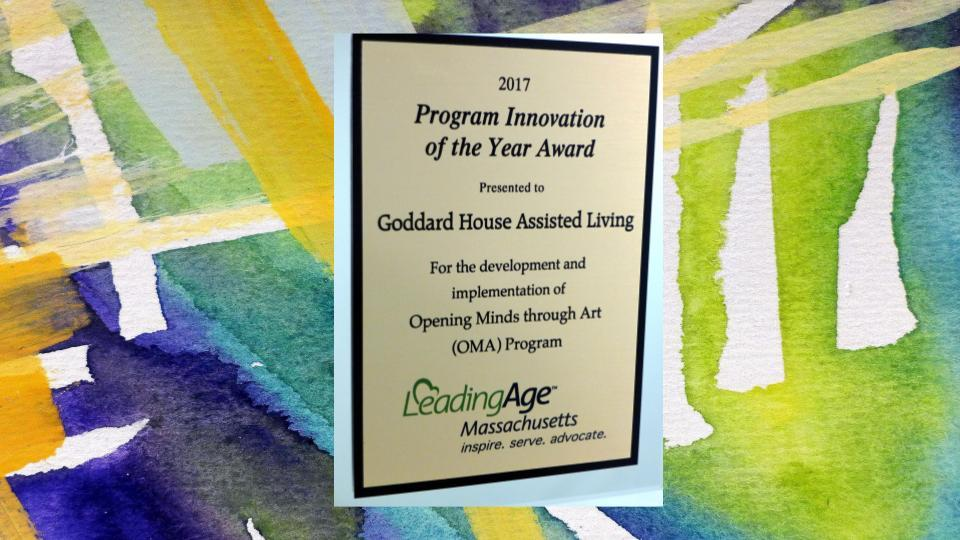 2017
Program Innovation
of the Year Award
Presented to
Goddard House Assisted Living
For the development and
implementation of
Opening Minds through Art
(OMA) Program
LeadingAge™
Massachusetts
inspire. serve. advocate.